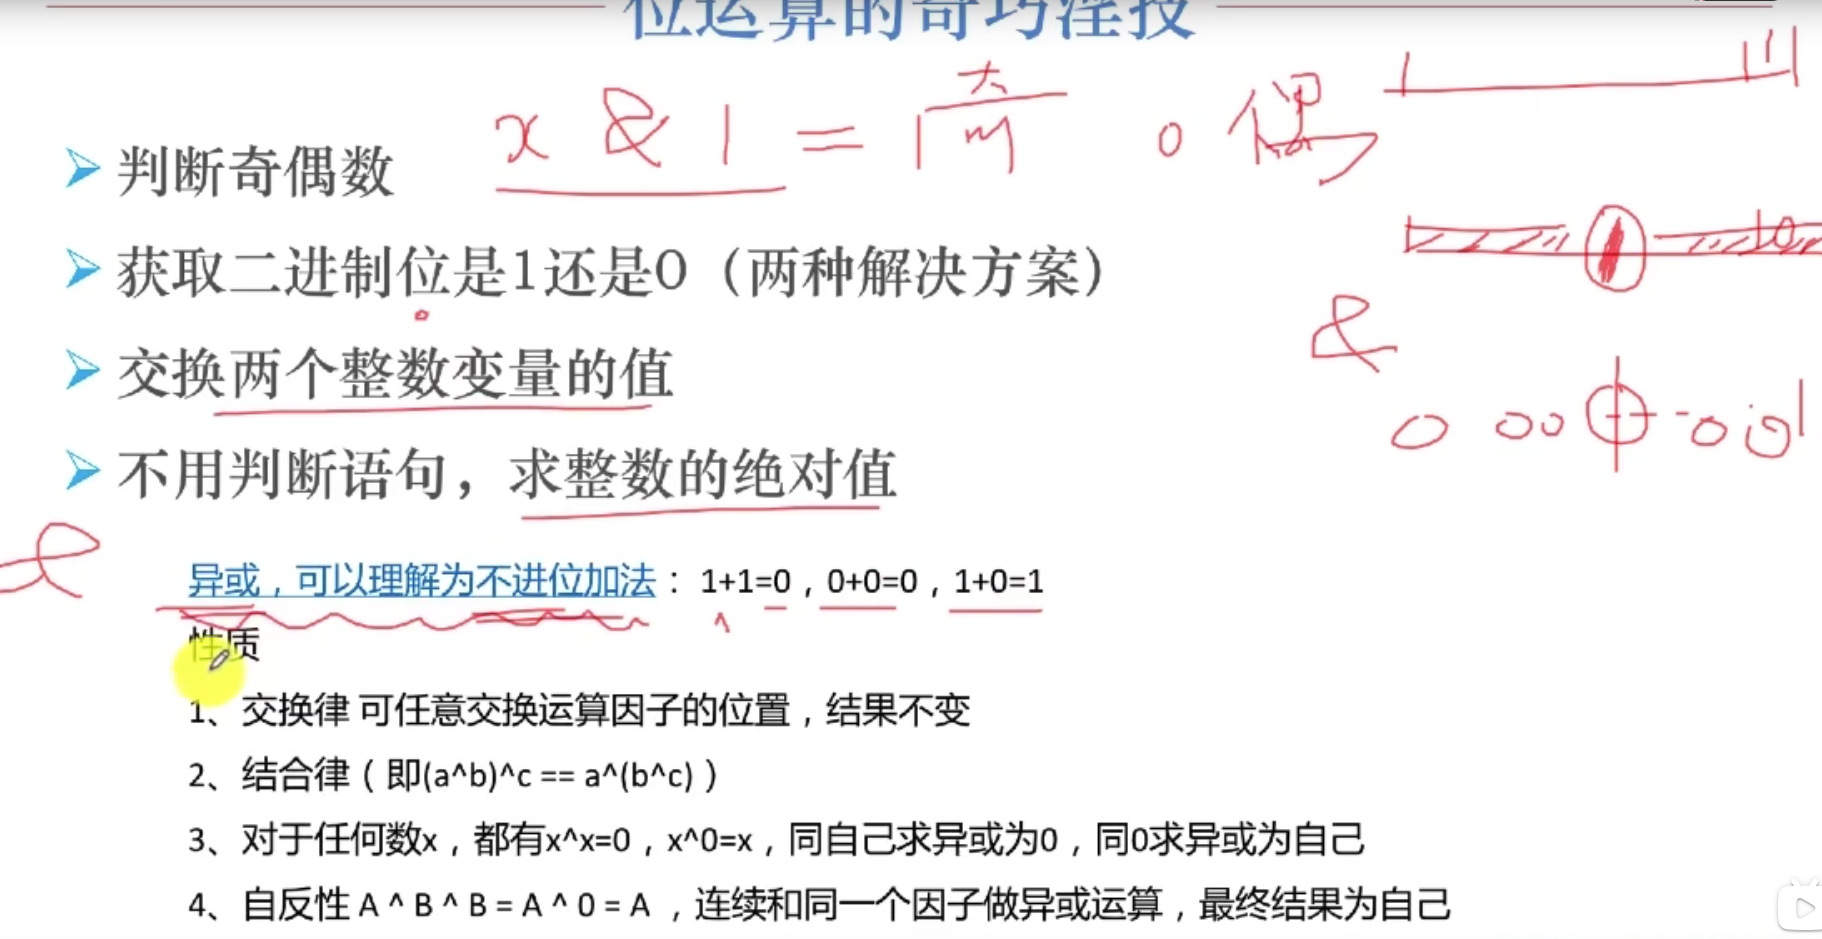 位运算的奇巧淫技
判断奇偶数
x & 1 = 1 奇 0 偶
获取二进制位是1还是0（两种解决方案）
&
交换两个整数变量的值
不用判断语句，求整数的绝对值
异或，可以理解为不进位加法：1+1=0，0+0=0，1+0=1
性质
1、交换律 可任意交换运算因子的位置，结果不变
2、结合律（即(a^b)^c == a^(b^c)）
3、对于任何数x，都有x^x=0，x^0=x，同自己求异或为0，同0求异或为自己
4、自反性 A ^ B ^ B = A ^ 0 = A ，连续和同一个因子做异或运算，最终结果为自己